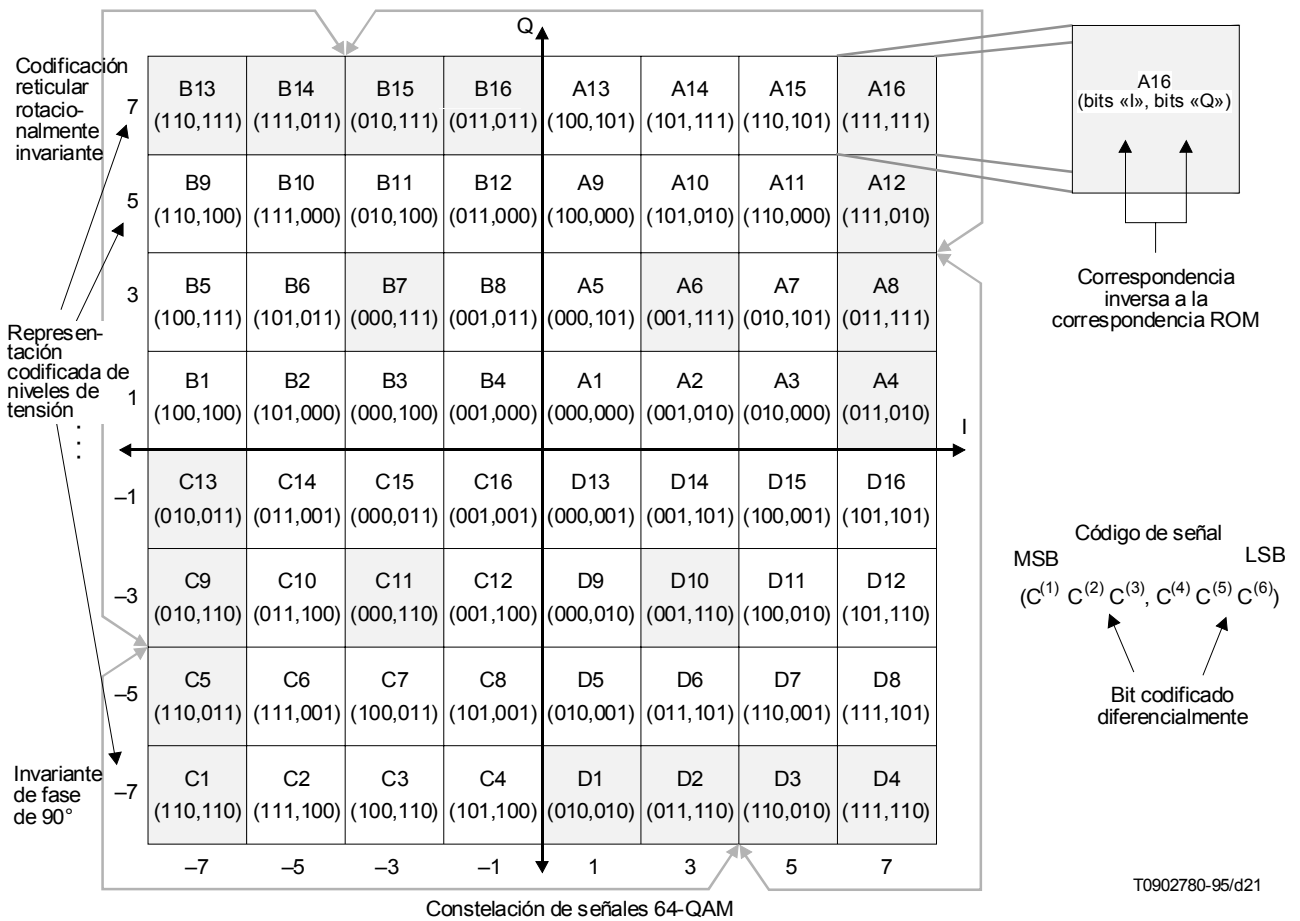 Q
Codificación
reticular
rotacio-
nalmente
invariante
7
B13 B14 B15 B16 A13 A14 A15 A16
(110,111) (111,011) (010,111) (011,011) (100,101) (101,111) (110,101) (111,111)
5
B9 B10 B11 B12 A9 A10 A11 A12
(110,100) (111,000) (010,100) (011,000) (100,000) (101,010) (110,000) (111,010)
3
B5 B6 B7 B8 A5 A6 A7 A8
(100,111) (101,011) (000,111) (001,011) (000,101) (001,111) (010,101) (011,111)
Represen-
tación
codificada de
niveles de
tensión
1
B1 B2 B3 B4 A1 A2 A3 A4
(100,100) (101,000) (000,100) (001,000) (000,000) (001,010) (010,000) (011,010)
I
–1
C13 C14 C15 C16 D13 D14 D15 D16
(010,011) (011,001) (000,011) (001,001) (000,001) (001,101) (100,001) (101,101)
–3
C9 C10 C11 C12 D9 D10 D11 D12
(010,110) (011,100) (000,110) (001,100) (000,010) (001,110) (100,010) (101,110)
–5
C5 C6 C7 C8 D5 D6 D7 D8
(110,011) (111,001) (100,011) (101,001) (010,001) (011,101) (110,001) (111,101)
Invariante
de fase
de 90°
–7
C1 C2 C3 C4 D1 D2 D3 D4
(110,110) (111,100) (100,110) (101,100) (010,010) (011,110) (110,010) (111,110)
–7 –5 –3 –1 1 3 5 7
A16
(bits «I», bits «Q»)
Correspondencia
inversa a la
correspondencia ROM
Código de señal
MSB LSB
(C(1) C(2) C(3), C(4) C(5) C(6))
Bit codificado
diferencialmente
T0902780-95/d21
Constelación de señales 64-QAM